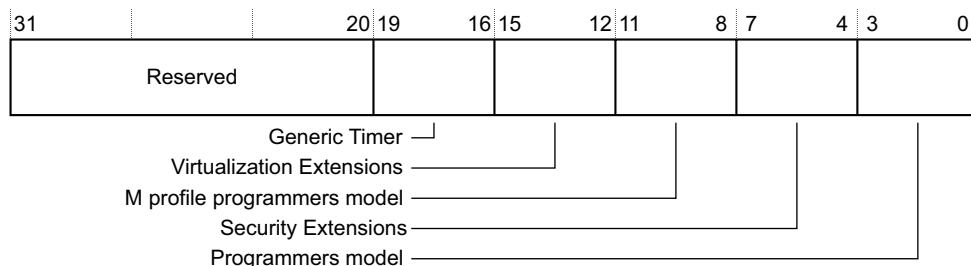 31 20 19 16 15 12 11 8 7 4 3 0
Reserved
Generic Timer
Virtualization Extensions
M profile programmers model
Security Extensions
Programmers model